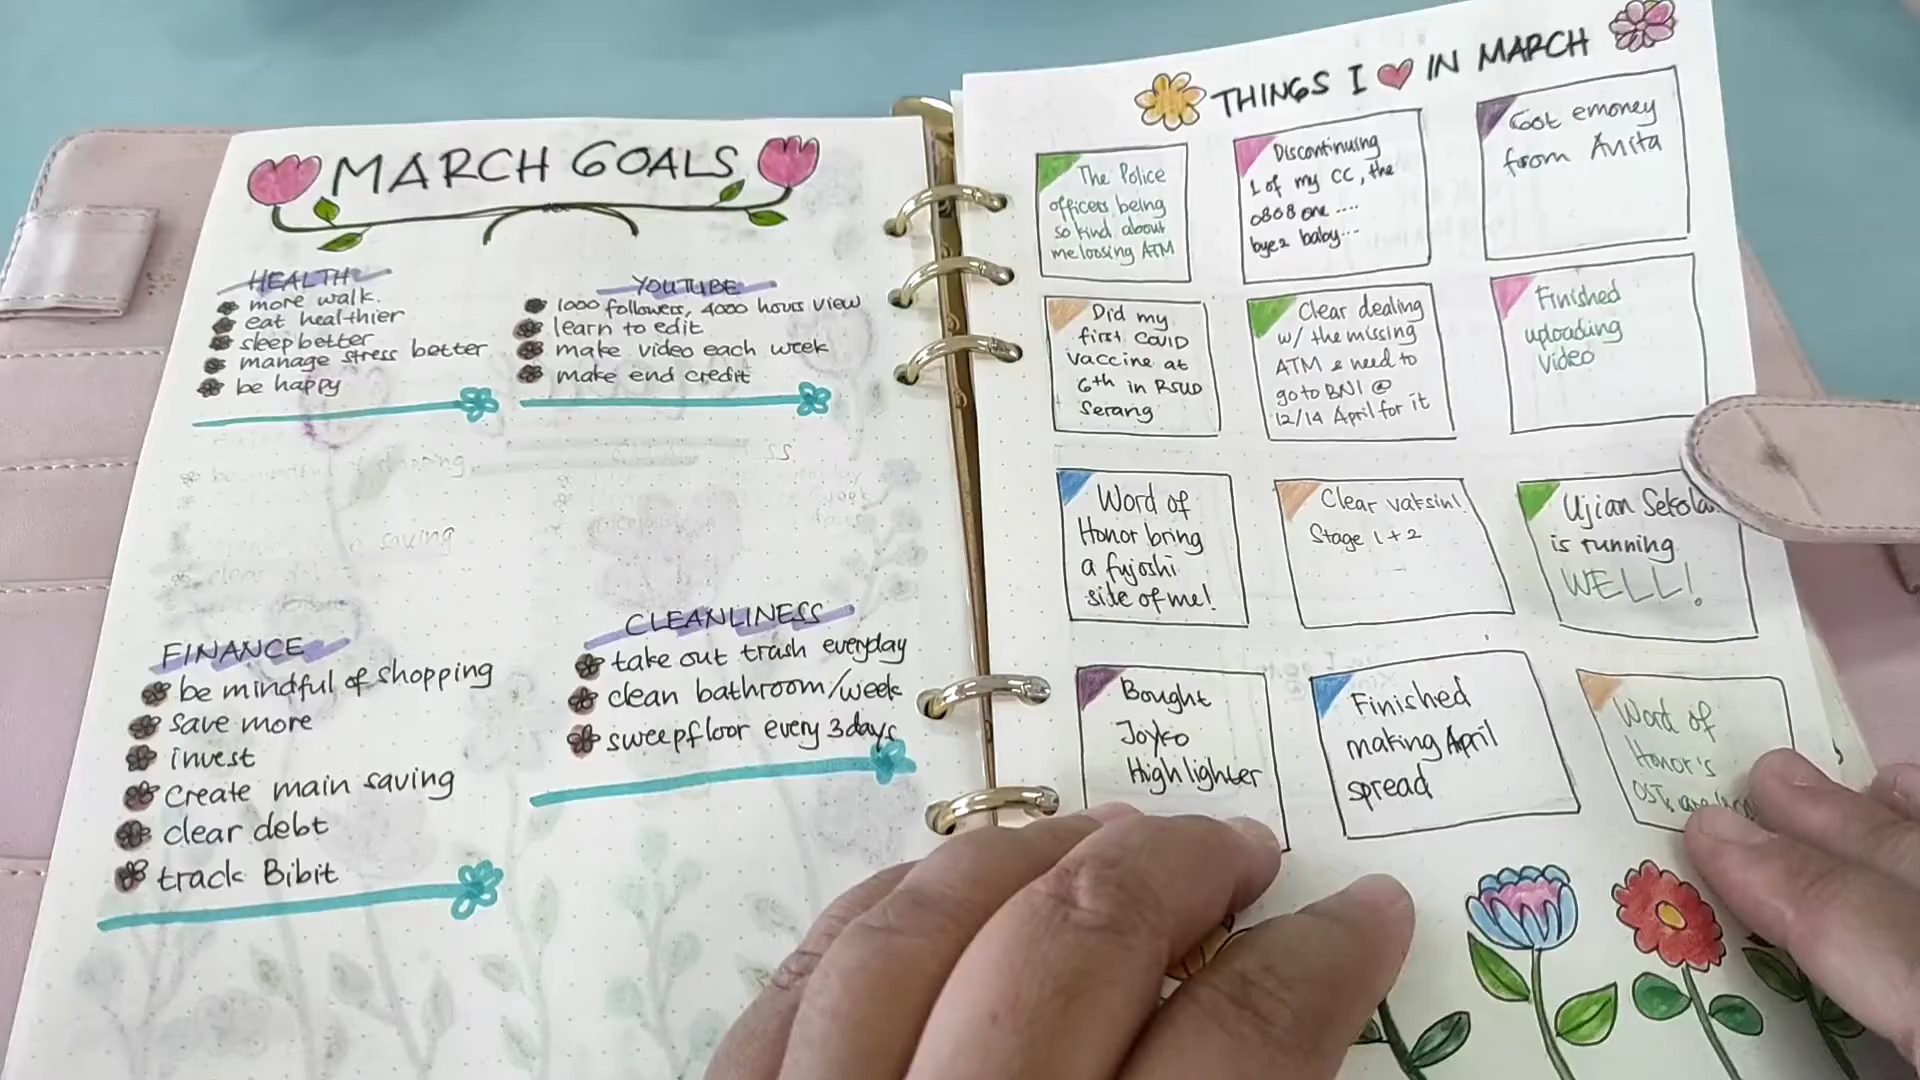 MARCH GOALS
HEALTH
more walk.
eat healthier
sleep better
manage stress better
be happy
YOUTUBE
1000 followers, 4000 hours view
learn to edit
make video each week
make end credit
FINANCE
be mindful of shopping
save more
invest
create main saving
clear debt
track Bibit
CLEANLINESS
take out trash everyday
clean bathroom/week
sweep floor every 3 days
THINGS I ❤ IN MARCH
The Police
officers being
so kind about
me loosing ATM
Discontinuing
1 of my CC, the
0808 one ....
bye2 baby...
Got emoney
from Anita
Did my
first COVID
vaccine at
6th in RSUD
Serang
Clear dealing
w/ the missing
ATM & need to
go to BNI @
12/14 April for it
Finished
uploading
video
Word of
Honor bring
a fujoshi
side of me!
Clear vaksin!
Stage 1 + 2
Ujian Sekola
is running
WELL!
Bought
Joyko
Highlighter
Finished
making April
spread
Word of
Honor's
OSTs are